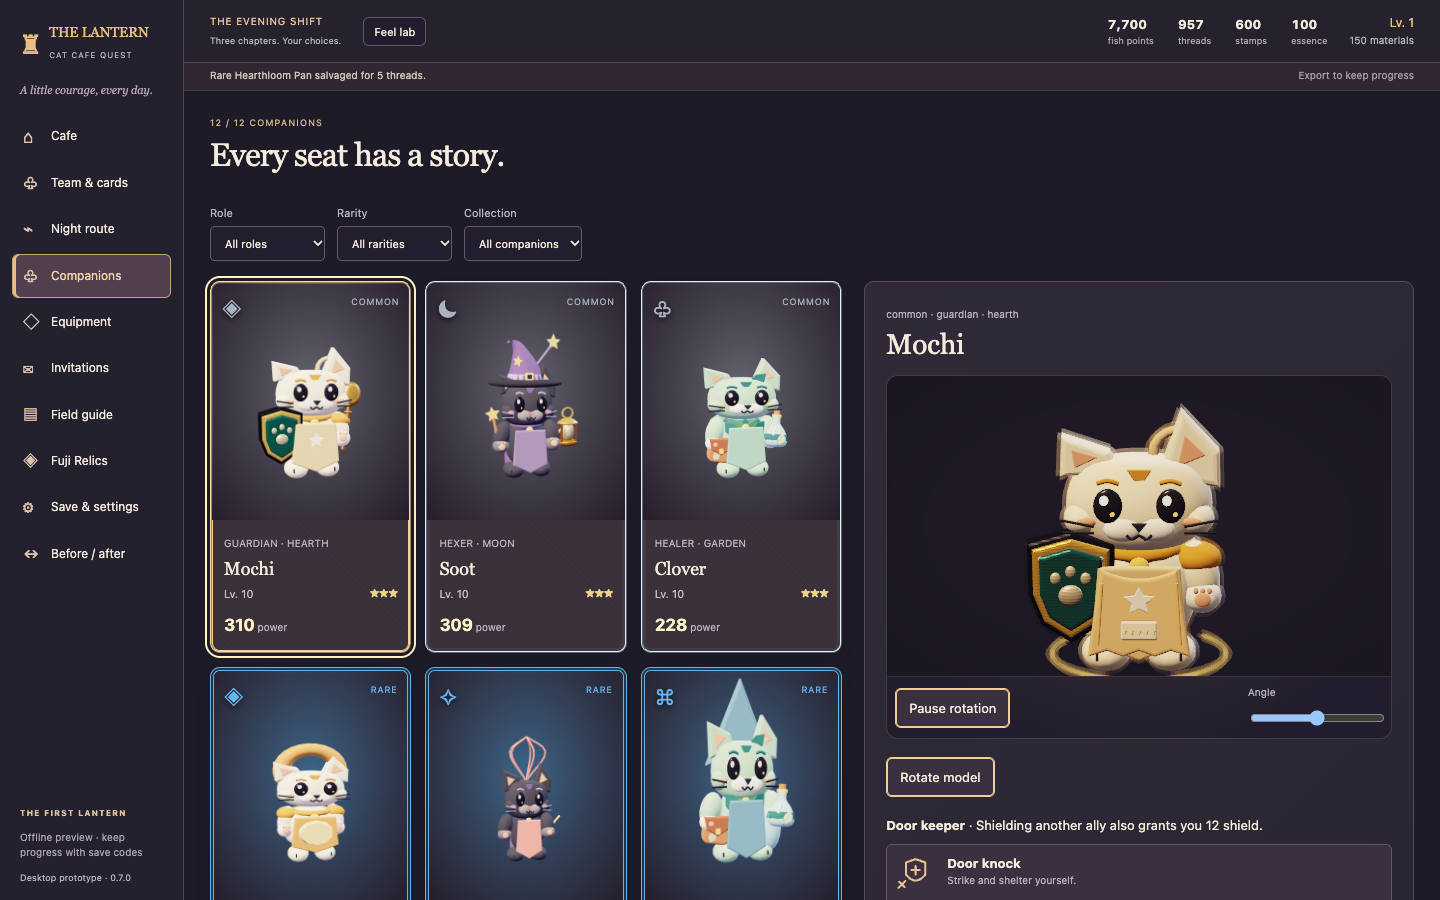 THE LANTERN
CAT CAFE QUEST
A little courage, every day.
Cafe
Team & cards
Night route
Companions
Equipment
Invitations
Field guide
Fuji Relics
Save & settings
Before / after
THE FIRST LANTERN
Offline preview · keep
progress with save codes
Desktop prototype · 0.7.0
THE EVENING SHIFT
Three chapters. Your choices.
Feel lab
7,700
fish points
957
threads
600
stamps
100
essence
Lv. 1
150 materials
Rare Hearthloom Pan salvaged for 5 threads.
Export to keep progress
12 / 12 COMPANIONS
Every seat has a story.
Role
Rarity
Collection
All roles
All rarities
All companions
COMMON
GUARDIAN · HEARTH
Mochi
Lv. 10
310 power
COMMON
HEXER · MOON
Soot
Lv. 10
309 power
COMMON
HEALER · GARDEN
Clover
Lv. 10
228 power
RARE
RARE
RARE
common · guardian · hearth
Mochi
Pause rotation
Angle
Rotate model
Door keeper · Shielding another ally also grants you 12 shield.
Door knock
Strike and shelter yourself.